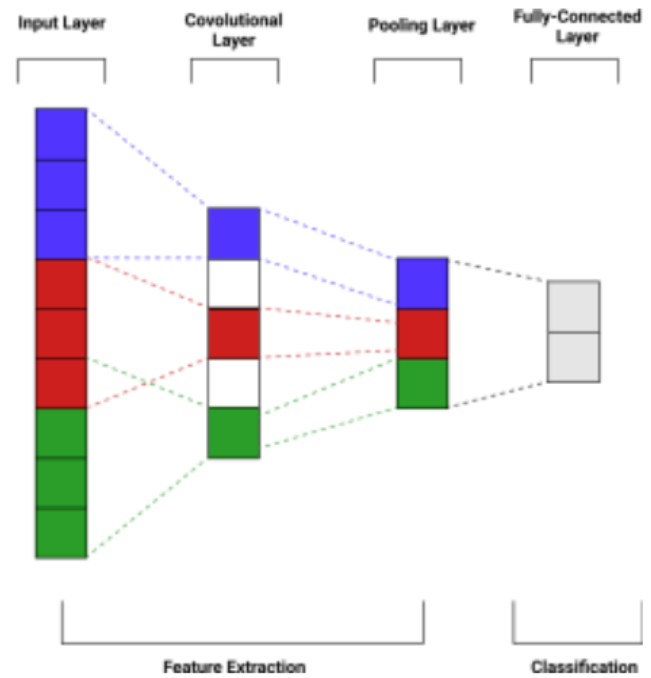 Input Layer
Covolutional
Layer
Pooling Layer
Fully-Connected
Layer
Feature Extraction
Classification